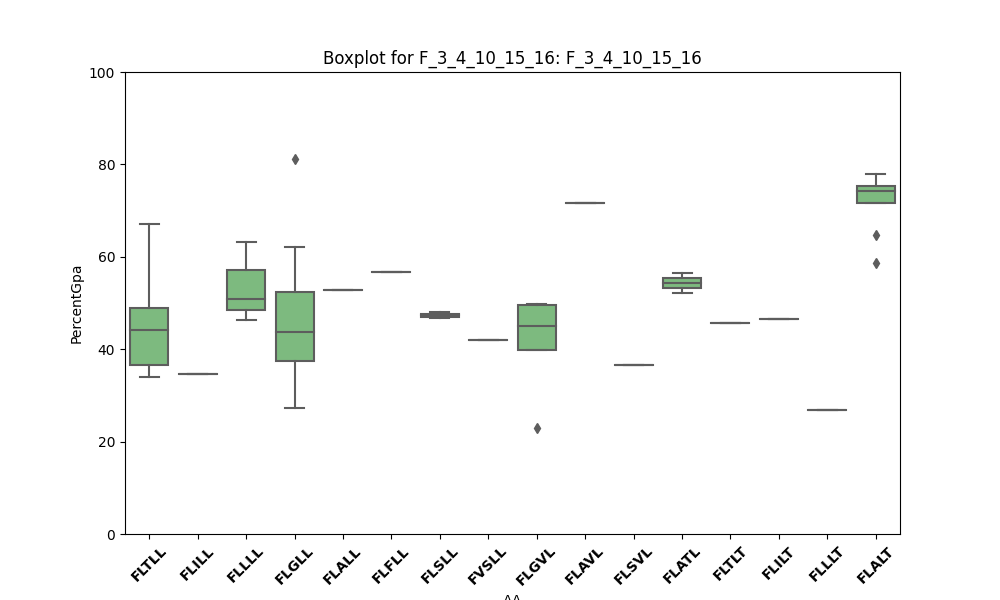 Boxplot for F_3_4_10_15_16: F_3_4_10_15_16
100
80
60
40
20
0
PercentGpa
FLTLL
FLILL
FLLLL
FLGLL
FLALL
FLFLL
FLSLL
FVSLL
FLGVL
FLAVL
FLSVL
FLATL
FLTLT
FLILT
FLLLT
FLALT
AA